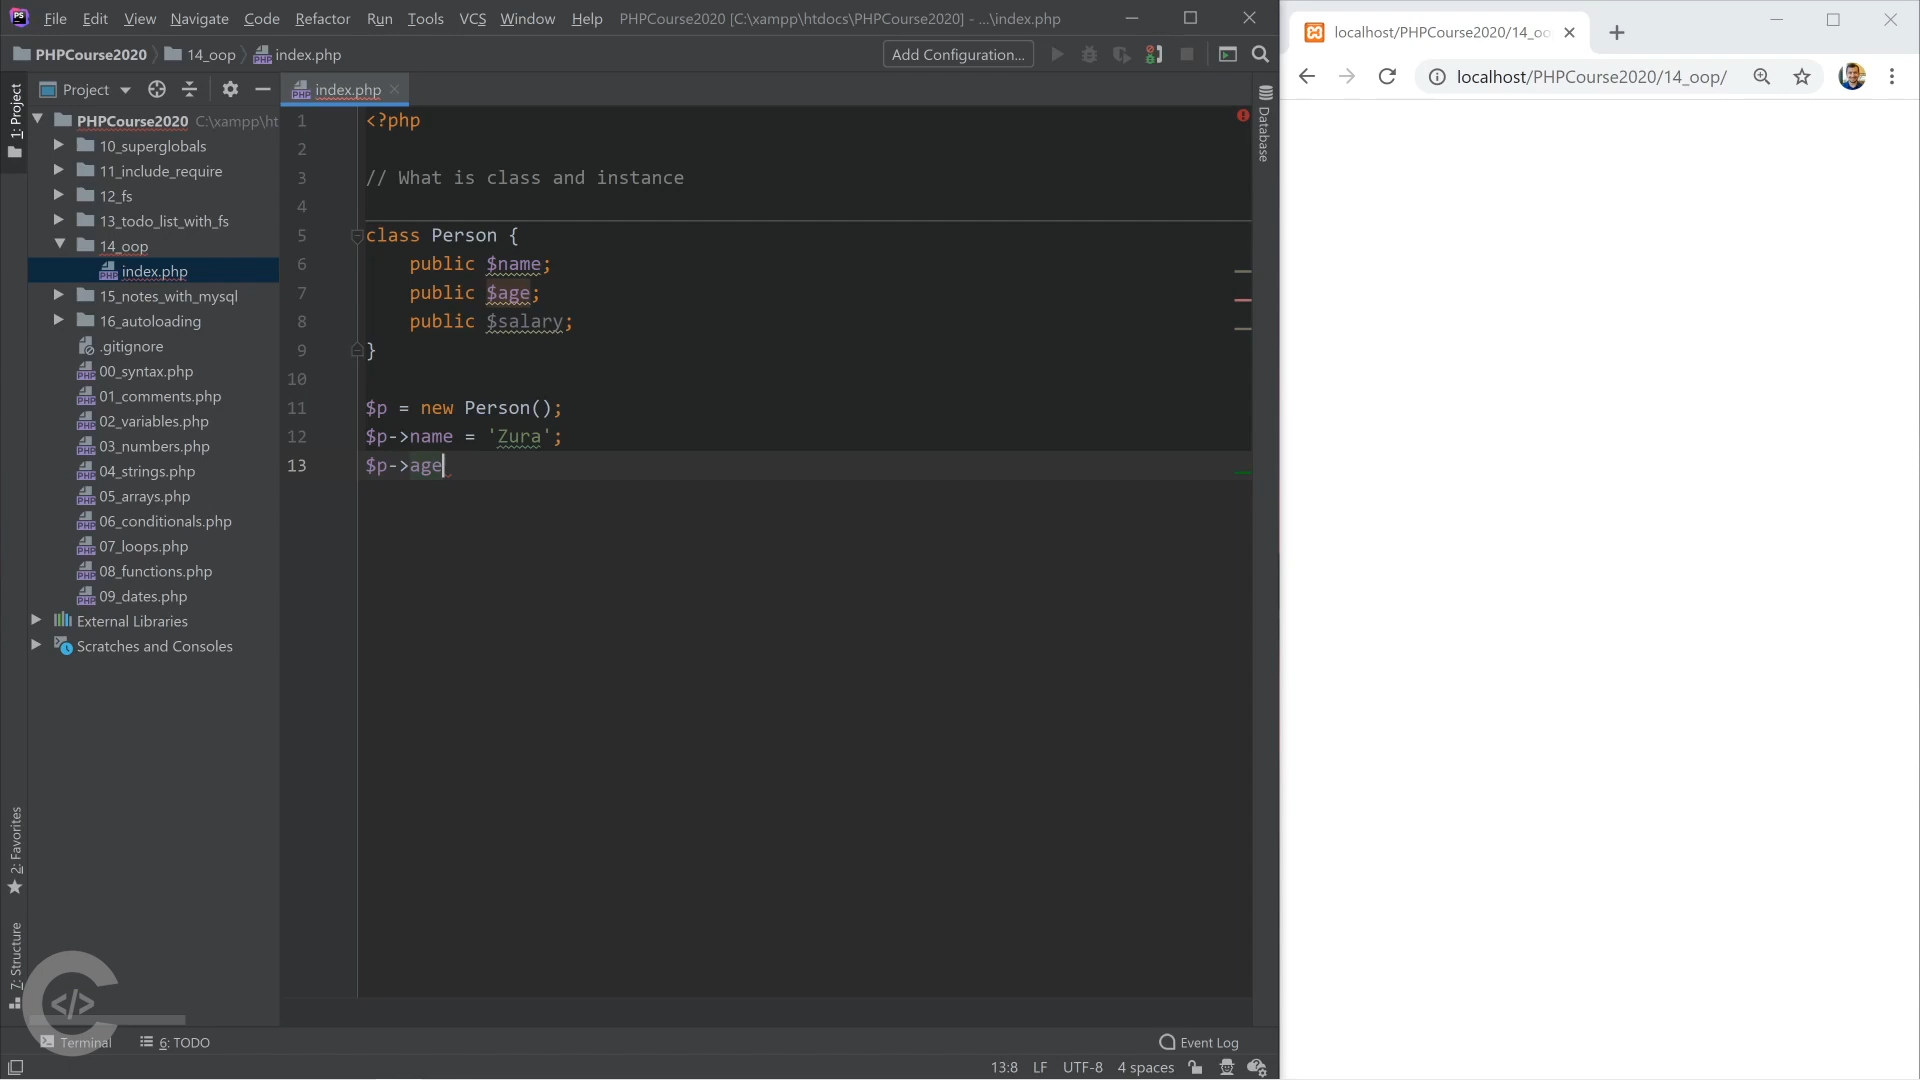 File Edit View Navigate Code Refactor Run Tools VCS Window Help PHPCourse2020 [C:\xampp\htdocs\PHPCourse2020] - ...\index.php
PHPCourse2020 14_oop index.php Add Configuration...
1: Project
Project
index.php
PHPCourse2020 C:\xampp\ht
10_superglobals
11_include_require
12_fs
13_todo_list_with_fs
14_oop
index.php
15_notes_with_mysql
16_autoloading
.gitignore
00_syntax.php
01_comments.php
02_variables.php
03_numbers.php
04_strings.php
05_arrays.php
06_conditionals.php
07_loops.php
08_functions.php
09_dates.php
External Libraries
Scratches and Consoles
2: Favorites
7: Structure
1 <?php
2
3 // What is class and instance
4
5 class Person {
6 public $name;
7 public $age;
8 public $salary;
9 }
10
11 $p = new Person();
12 $p->name = 'Zura';
13 $p->age
Database
Terminal 6: TODO Event Log
13:8 LF UTF-8 4 spaces
localhost/PHPCourse2020/14_oo
localhost/PHPCourse2020/14_oop/